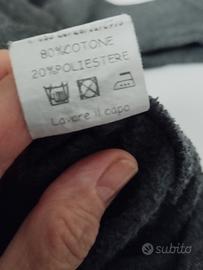 80%COTONE
20%POLIESTERE
Lavare il capo
subito